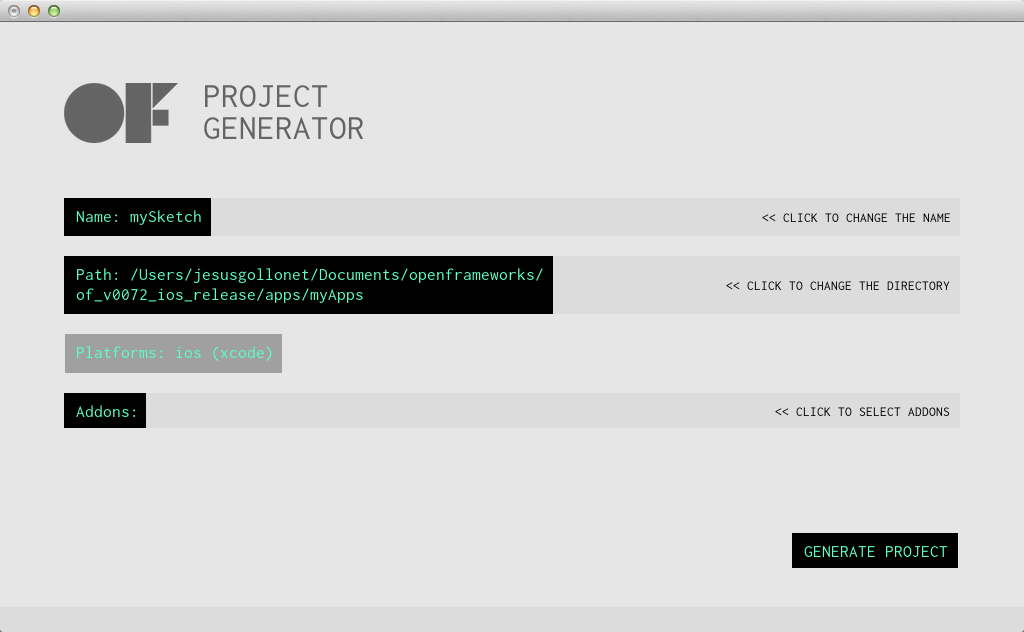 OF
PROJECT
GENERATOR
Name: mySketch
<< CLICK TO CHANGE THE NAME
Path: /Users/jesusgollonet/Documents/openframeworks/
of_v0072_ios_release/apps/myApps
<< CLICK TO CHANGE THE DIRECTORY
Platforms: ios (xcode)
Addons:
<< CLICK TO SELECT ADDONS
GENERATE PROJECT